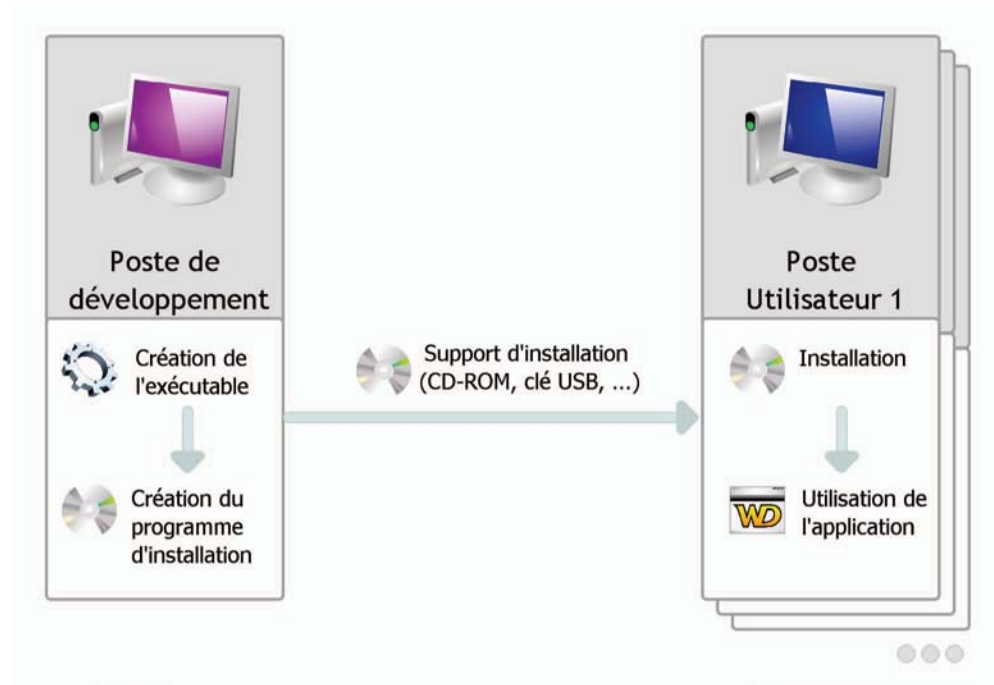 Poste de
développement
Création de
l'exécutable
Création du
programme
d'installation
Support d'installation
(CD-ROM, clé USB, ...)
Poste
Utilisateur 1
Installation
WD
Utilisation de
l'application